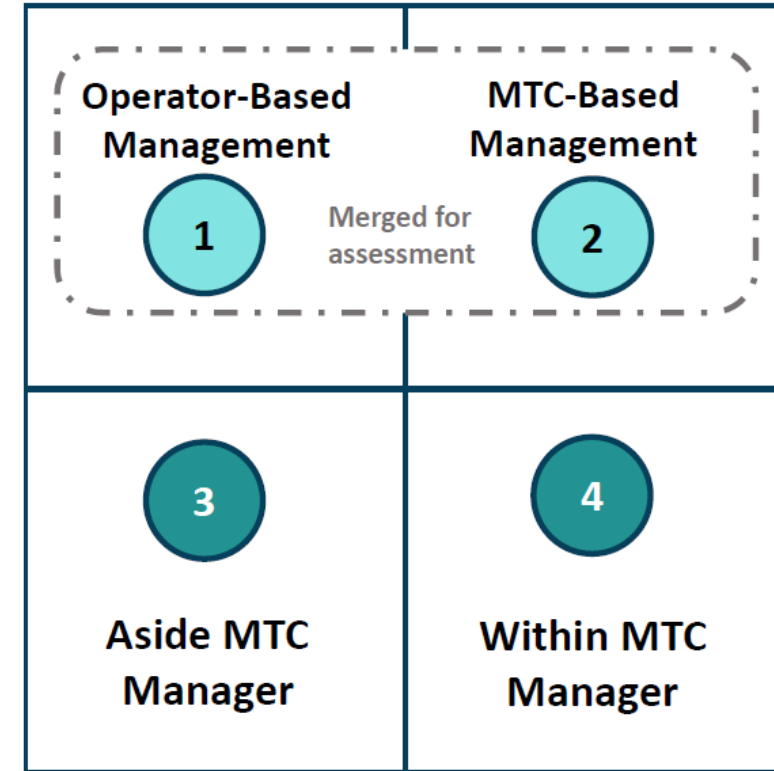 Operator-Based
Management
1
MTC-Based
Management
2
Merged for
assessment
3
Aside MTC
Manager
4
Within MTC
Manager